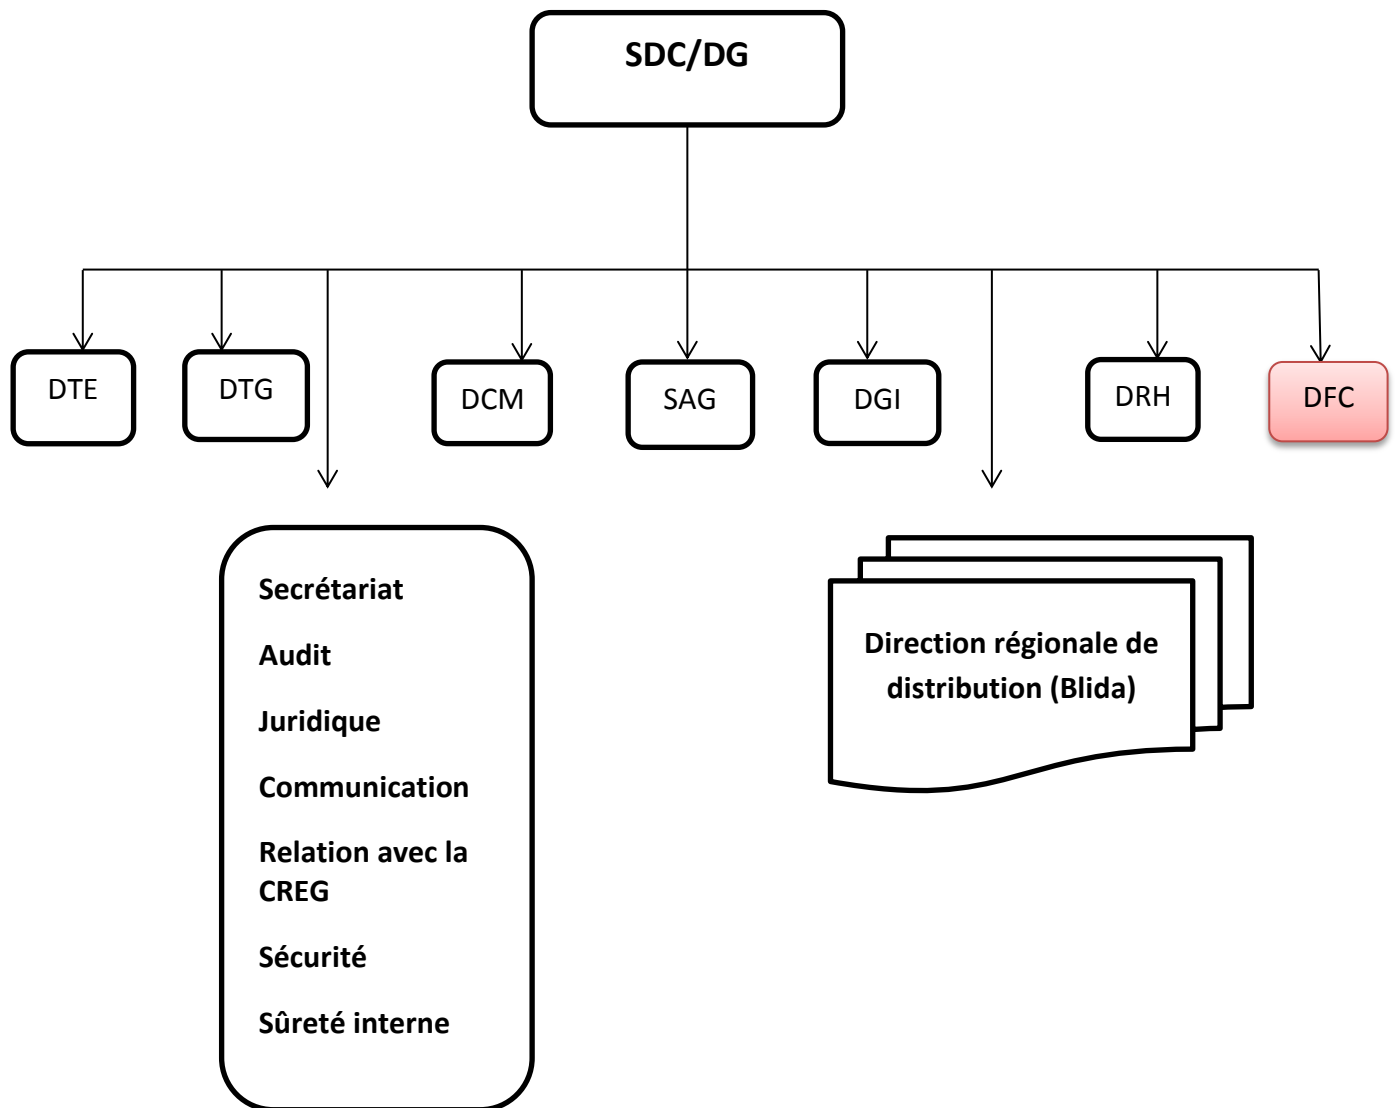 SDC/DG
DTE
DTG
DCM
SAG
DGI
DRH
DFC
Secrétariat
Audit
Juridique
Communication
Relation avec la
CREG
Sécurité
Sûreté interne
Direction régionale de
distribution (Blida)